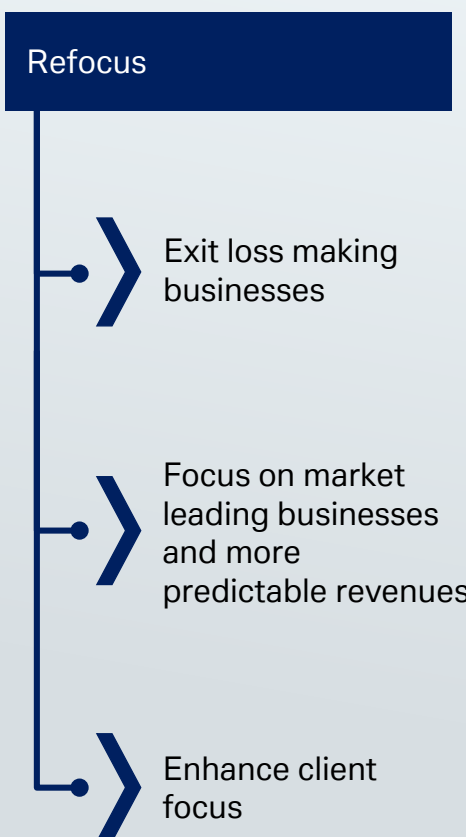 Refocus
Exit loss making
businesses
Focus on market
leading businesses
and more
predictable revenues
Enhance client
focus